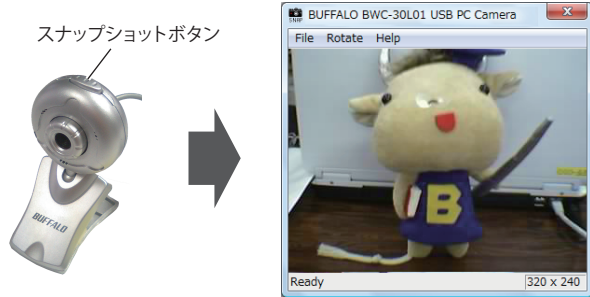 スナップショットボタン
BUFFALO
SNAP
BUFFALO BWC-30L01 USB PC Camera
File Rotate Help
B
Ready
320 x 240